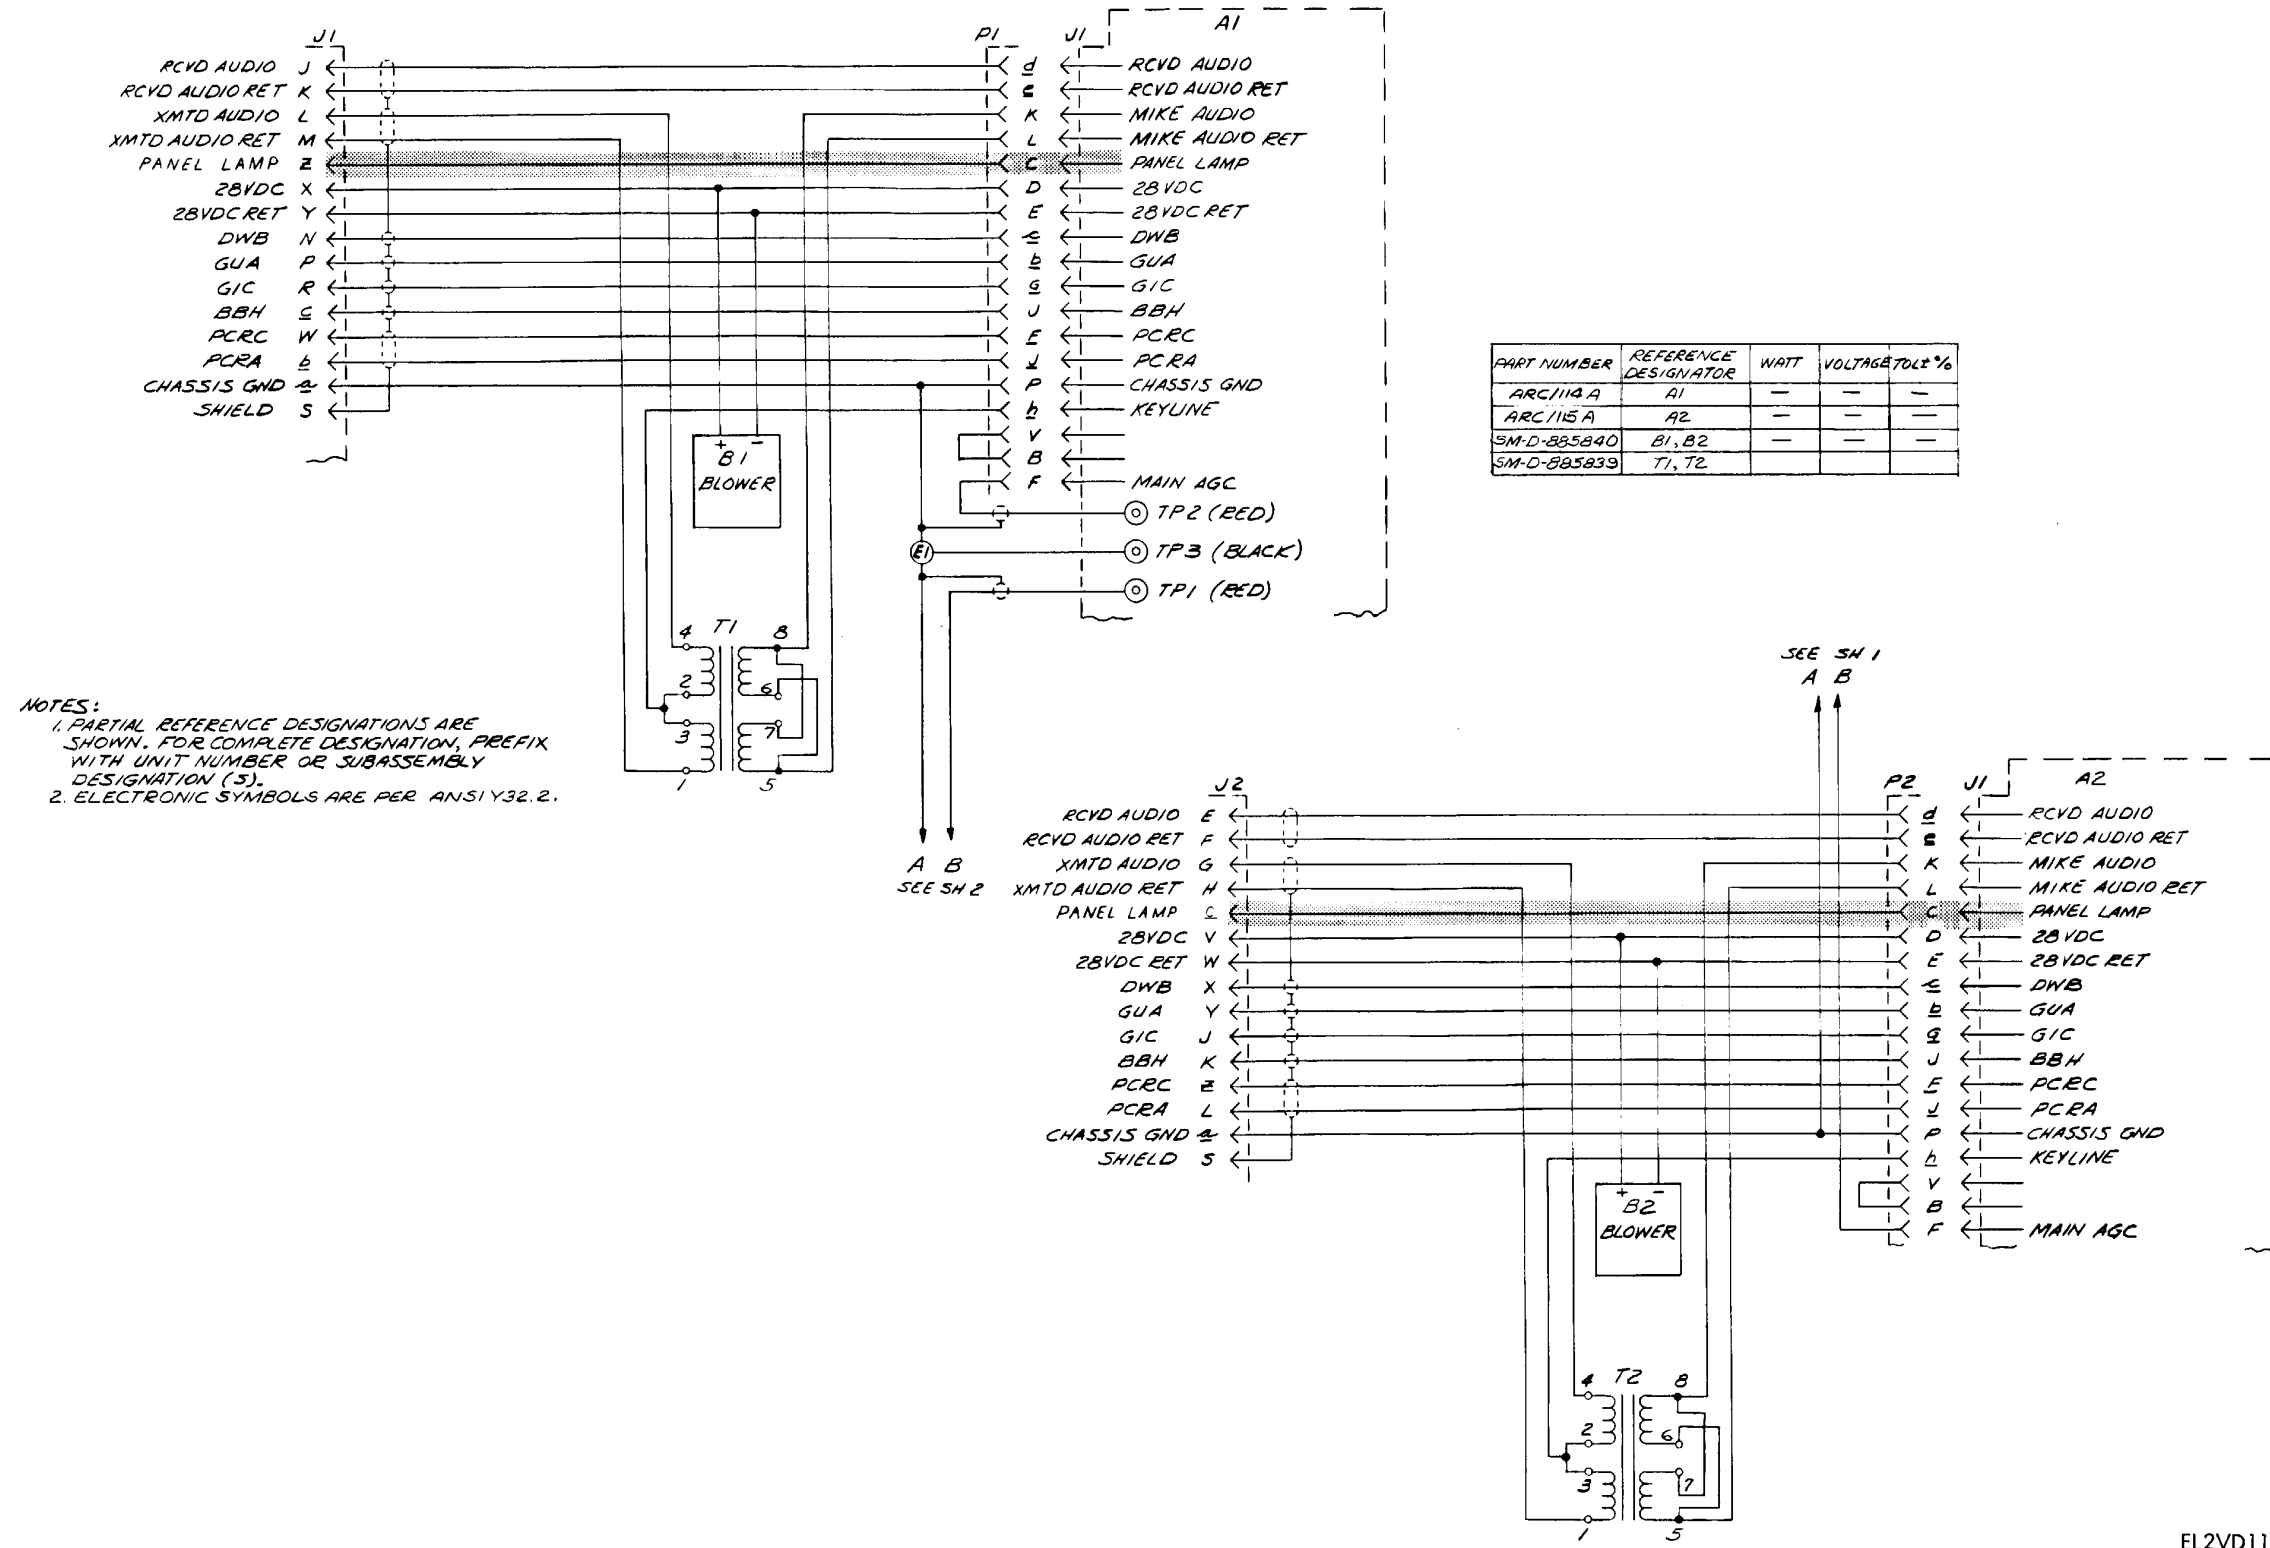 J1 P1 J1 A1
RCVD AUDIO J d RCVD AUDIO
RCVD AUDIO RET K e RCVD AUDIO RET
XMTD AUDIO L K MIKE AUDIO
XMTD AUDIO RET M L MIKE AUDIO RET
PANEL LAMP Z C PANEL LAMP
28VDC X D 28VDC
28VDC RET Y E 28VDC RET
DWB N c DWB
GUA P b GUA
GIC R g GIC
BBH c J BBH
PCRC W F PCRC
PCRA b J PCRA
CHASSIS GND a P CHASSIS GND
SHIELD S h KEYLINE
V
B
F MAIN AGC
+ -
B1
BLOWER
TP2 (RED)
E1 TP3 (BLACK)
TP1 (RED)
4 T1 8
2 6
3 7
1 5
A B
SEE SH 2
PART NUMBER REFERENCE DESIGNATOR WATT VOLTAGE TOL± %
ARC/114 A A1 — — —
ARC/115 A A2 — — —
SM-D-885840 B1, B2 — — —
SM-D-885839 T1, T2
NOTES:
1. PARTIAL REFERENCE DESIGNATIONS ARE
SHOWN. FOR COMPLETE DESIGNATION, PREFIX
WITH UNIT NUMBER OR SUBASSEMBLY
DESIGNATION (S).
2. ELECTRONIC SYMBOLS ARE PER ANSI Y32.2.
SEE SH 1
A B
J2 P2 J1 A2
RCVD AUDIO E d RCVD AUDIO
RCVD AUDIO RET F e RCVD AUDIO RET
XMTD AUDIO G K MIKE AUDIO
XMTD AUDIO RET H L MIKE AUDIO RET
PANEL LAMP C C PANEL LAMP
28VDC V D 28VDC
28VDC RET W E 28VDC RET
DWB X c DWB
GUA Y b GUA
GIC J g GIC
BBH K J BBH
PCRC Z F PCRC
PCRA L J PCRA
CHASSIS GND a P CHASSIS GND
SHIELD S h KEYLINE
V
B
F MAIN AGC
+ -
B2
BLOWER
4 T2 8
2 6
3 7
1 5
EL2VD11